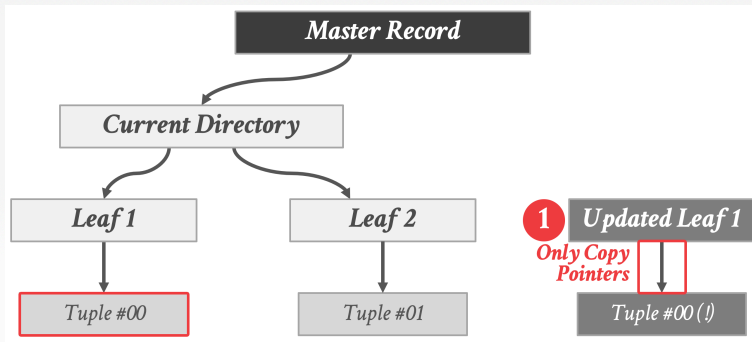 Master Record
Current Directory
Leaf 1
Leaf 2
1
Updated Leaf 1
Only Copy
Pointers
Tuple #00
Tuple #01
Tuple #00 (!)